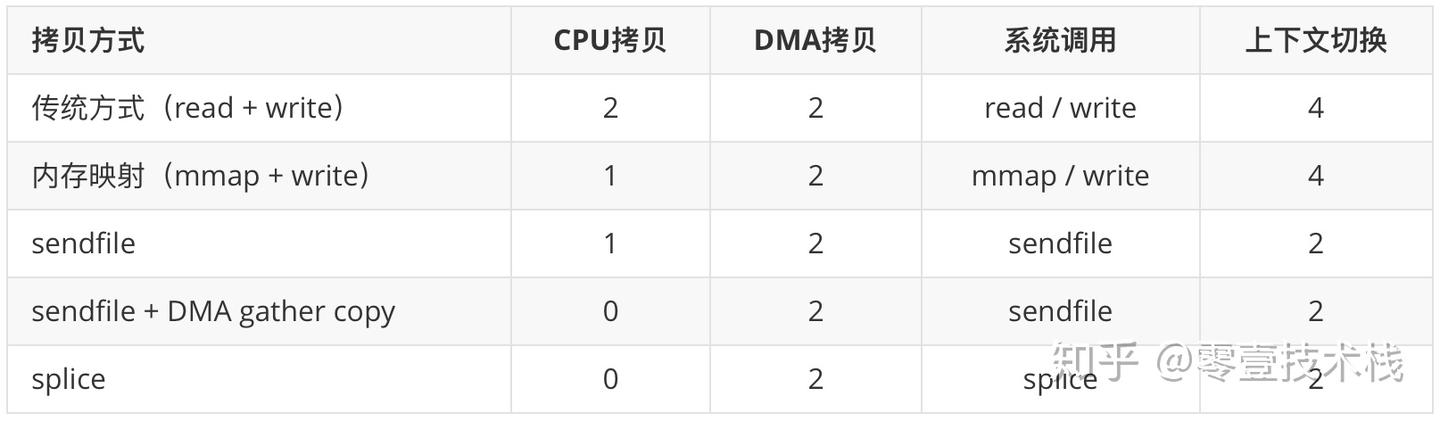 拷贝方式 CPU拷贝 DMA拷贝 系统调用 上下文切换
传统方式（read + write） 2 2 read / write 4
内存映射（mmap + write） 1 2 mmap / write 4
sendfile 1 2 sendfile 2
sendfile + DMA gather copy 0 2 sendfile 2
splice 0 2 splice 2
知乎 @零壹技术栈